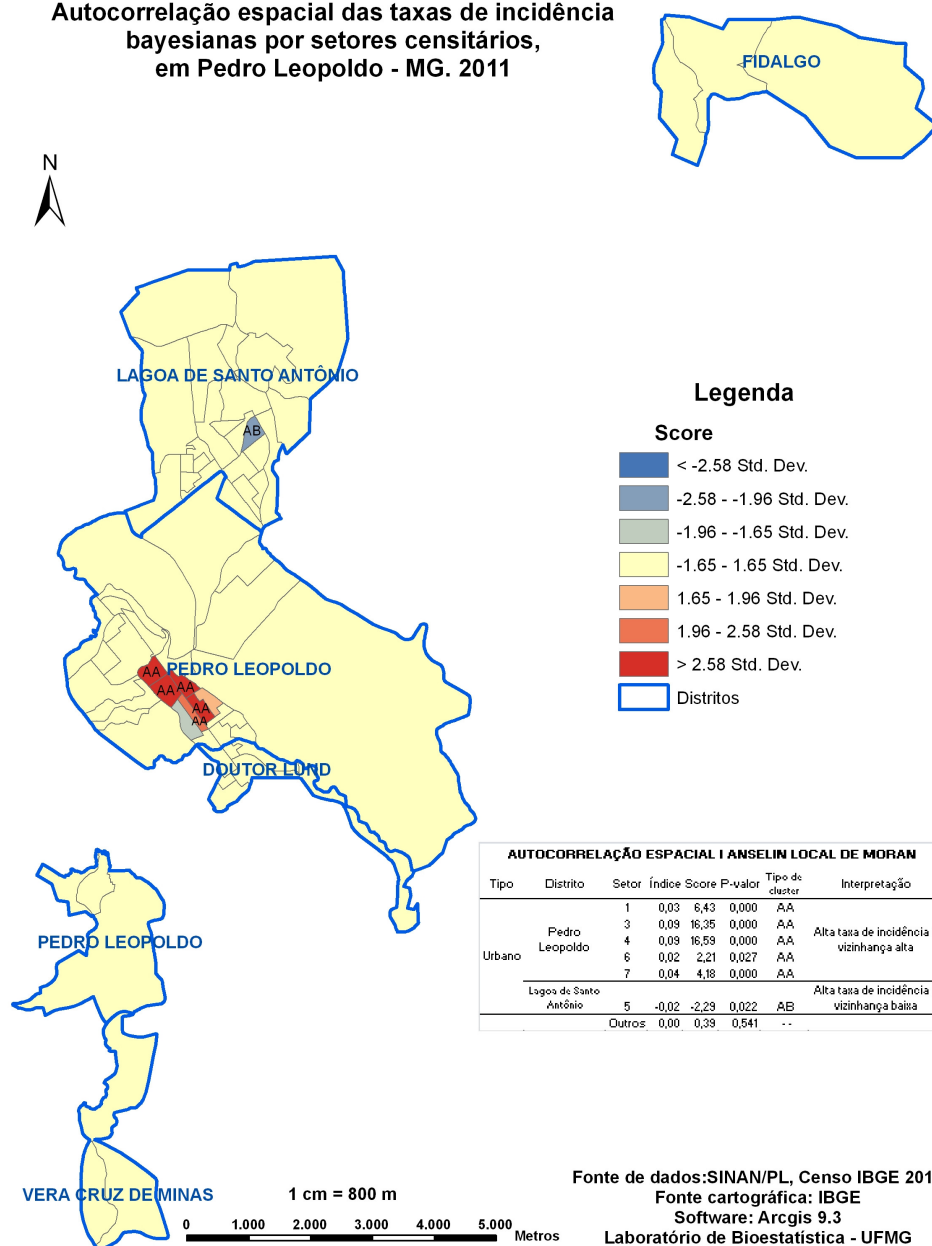 Autocorrelação espacial das taxas de incidência
bayesianas por setores censitários,
em Pedro Leopoldo - MG. 2011
FIDALGO
N
LAGOA DE SANTO ANTÔNIO
AB
Legenda
Score
< -2.58 Std. Dev.
-2.58 - -1.96 Std. Dev.
-1.96 - -1.65 Std. Dev.
-1.65 - 1.65 Std. Dev.
1.65 - 1.96 Std. Dev.
1.96 - 2.58 Std. Dev.
> 2.58 Std. Dev.
Distritos
AA PEDRO LEOPOLDO
AA AA
AA
AA
DOUTOR LUND
AUTOCORRELAÇÃO ESPACIAL I ANSELIN LOCAL DE MORAN
Tipo Distrito Setor Índice Score P-valor Tipo de cluster Interpretação
Urbano
Pedro Leopoldo
1 0,03 6,43 0,000 AA
3 0,09 16,35 0,000 AA
4 0,09 16,59 0,000 AA
6 0,02 2,21 0,027 AA
7 0,04 4,18 0,000 AA
Alta taxa de incidência
vizinhança alta
Lagoa de Santo
Antônio
5 -0,02 -2,29 0,022 AB
Alta taxa de incidência
vizinhança baixa
Outros 0,00 0,39 0,541 --
PEDRO LEOPOLDO
VERA CRUZ DE MINAS
1 cm = 800 m
0 1.000 2.000 3.000 4.000 5.000
Metros
Fonte de dados:SINAN/PL, Censo IBGE 201
Fonte cartográfica: IBGE
Software: Arcgis 9.3
Laboratório de Bioestatística - UFMG